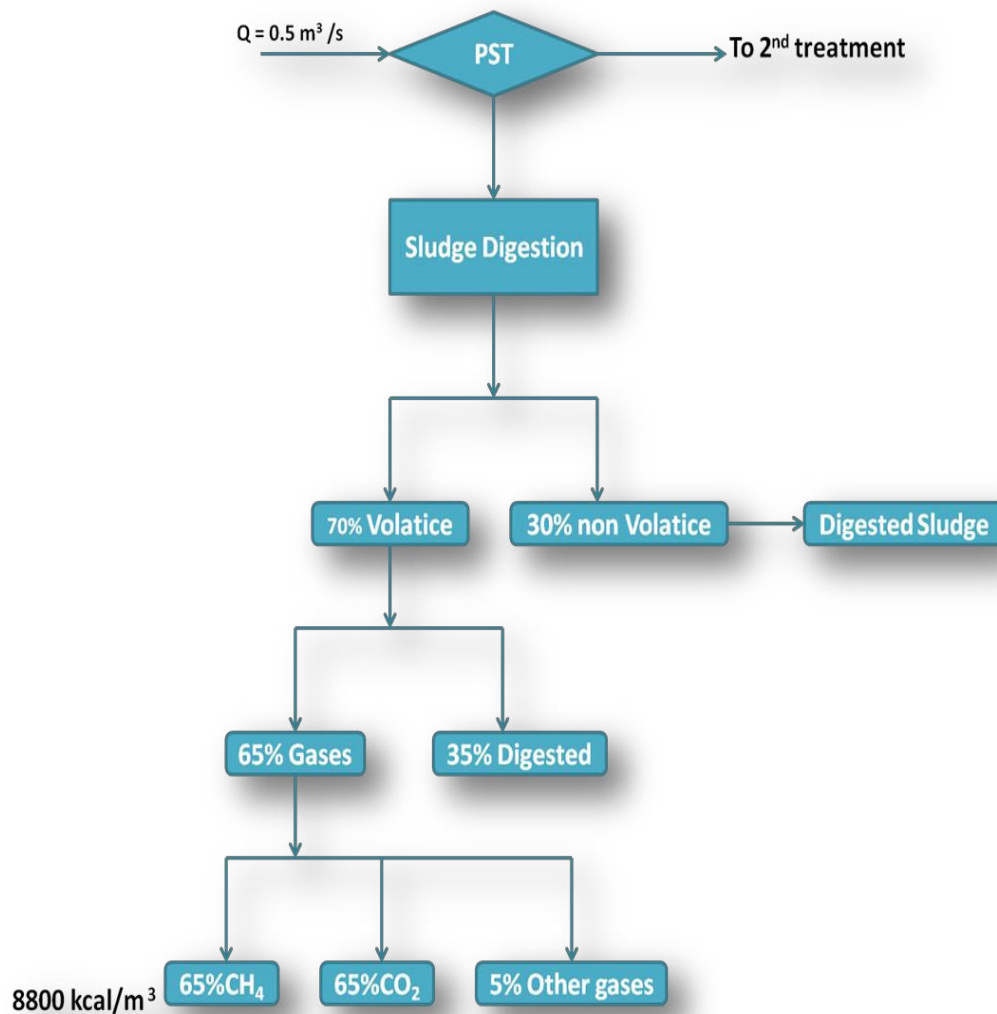 Q = 0.5 m³ /s
PST
To 2ⁿᵈ treatment
Sludge Digestion
70% Volatice
30% non Volatice
Digested Sludge
65% Gases
35% Digested
8800 kcal/m³
65%CH₄
65%CO₂
5% Other gases